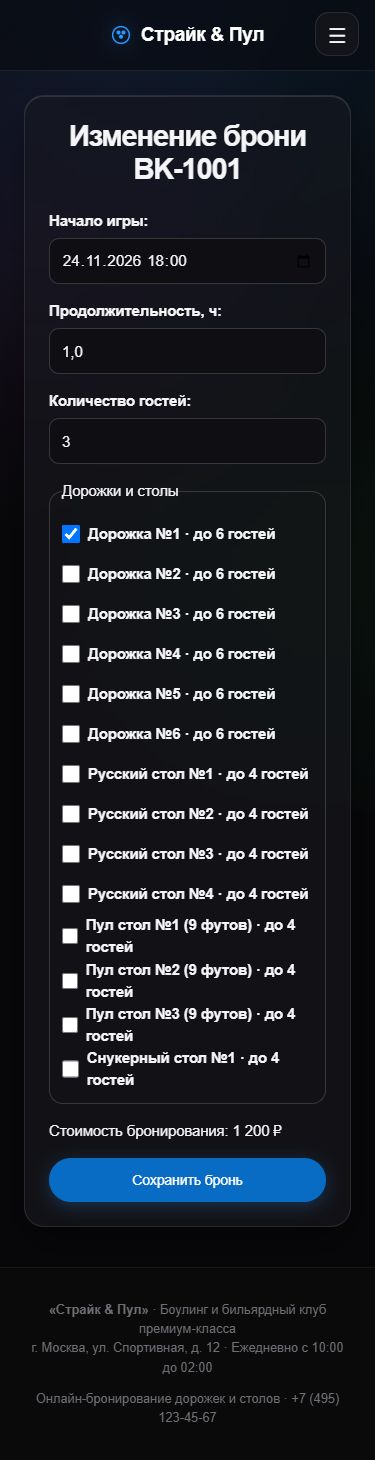 Страйк & Пул
Изменение брони
BK-1001
Начало игры:
24.11.2026 18:00
Продолжительность, ч:
1,0
Количество гостей:
3
Дорожки и столы
Дорожка №1 · до 6 гостей
Дорожка №2 · до 6 гостей
Дорожка №3 · до 6 гостей
Дорожка №4 · до 6 гостей
Дорожка №5 · до 6 гостей
Дорожка №6 · до 6 гостей
Русский стол №1 · до 4 гостей
Русский стол №2 · до 4 гостей
Русский стол №3 · до 4 гостей
Русский стол №4 · до 4 гостей
Пул стол №1 (9 футов) · до 4
гостей
Пул стол №2 (9 футов) · до 4
гостей
Пул стол №3 (9 футов) · до 4
гостей
Снукерный стол №1 · до 4
гостей
Стоимость бронирования: 1 200 ₽
Сохранить бронь
«Страйк & Пул» · Боулинг и бильярдный клуб
премиум-класса
г. Москва, ул. Спортивная, д. 12 · Ежедневно с 10:00
до 02:00
Онлайн-бронирование дорожек и столов · +7 (495)
123-45-67